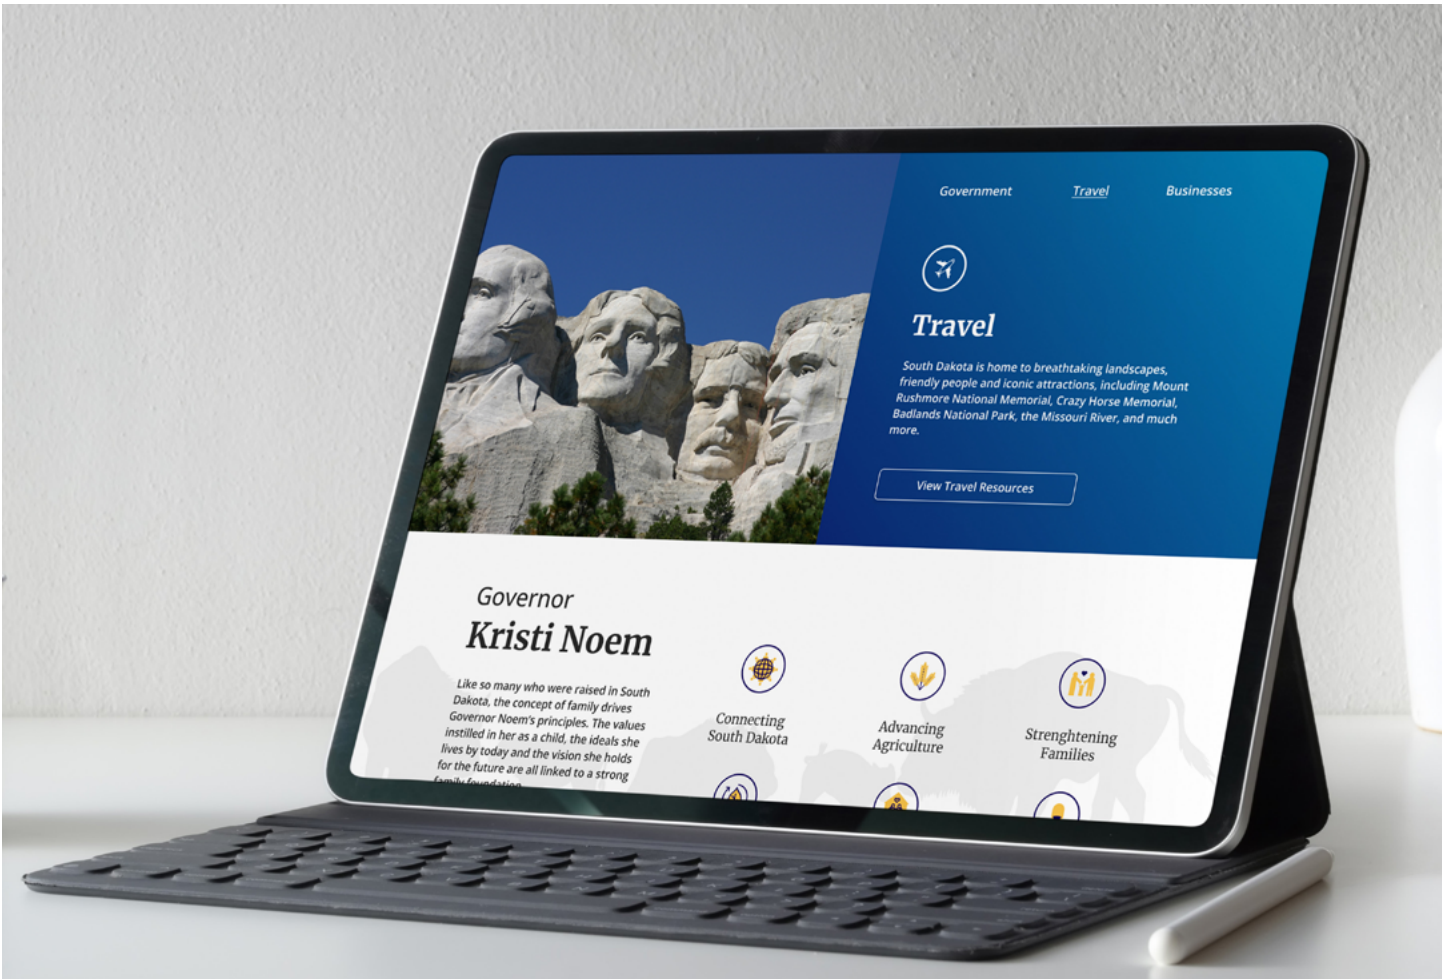 Government
Travel
Businesses
Travel
South Dakota is home to breathtaking landscapes,
friendly people and iconic attractions, including Mount
Rushmore National Memorial, Crazy Horse Memorial,
Badlands National Park, the Missouri River, and much
more.
View Travel Resources
Governor
Kristi Noem
Like so many who were raised in South
Dakota, the concept of family drives
Governor Noem's principles. The values
instilled in her as a child, the ideals she
lives by today and the vision she holds
for the future are all linked to a strong
family foundation
Connecting
South Dakota
Advancing
Agriculture
Strenghtening
Families